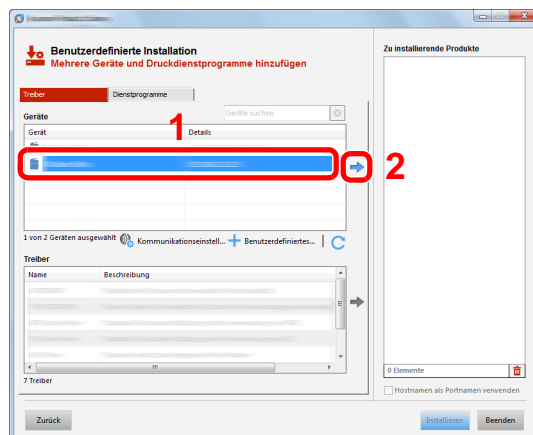 Benutzerdefinierte Installation
Mehrere Geräte und Druckdienstprogramme hinzufügen
Zu installierende Produkte
Treiber
Dienstprogramme
Geräte
Geräte suchen
1
Gerät
Details
2
1 von 2 Geräten ausgewählt
Kommunikationseinstell...
Benutzerdefiniertes...
Treiber
Name
Beschreibung
7 Treiber
0 Elemente
Hostnamen als Portnamen verwenden
Zurück
Installieren
Beenden